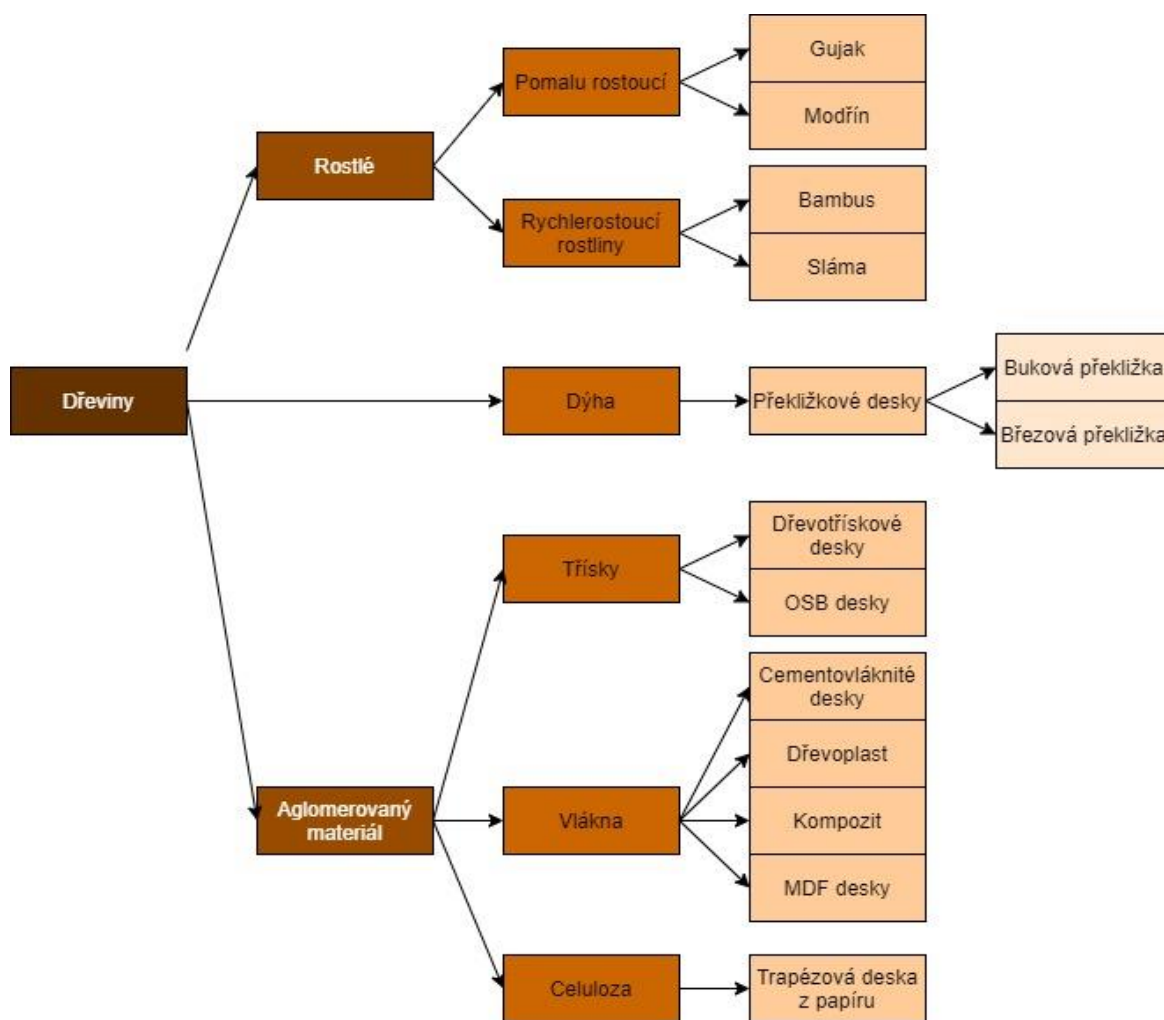 Gujak
Pomalu rostoucí
Modřín
Rostlé
Bambus
Rychlerostoucí
rostliny
Sláma
Buková překližka
Dřeviny
Dýha
Překližkové desky
Březová překližka
Dřevotřískové
desky
Třísky
OSB desky
Cementovláknité
desky
Dřevoplast
Aglomerovaný
materiál
Vlákna
Kompozit
MDF desky
Celuloza
Trapézová deska
z papíru